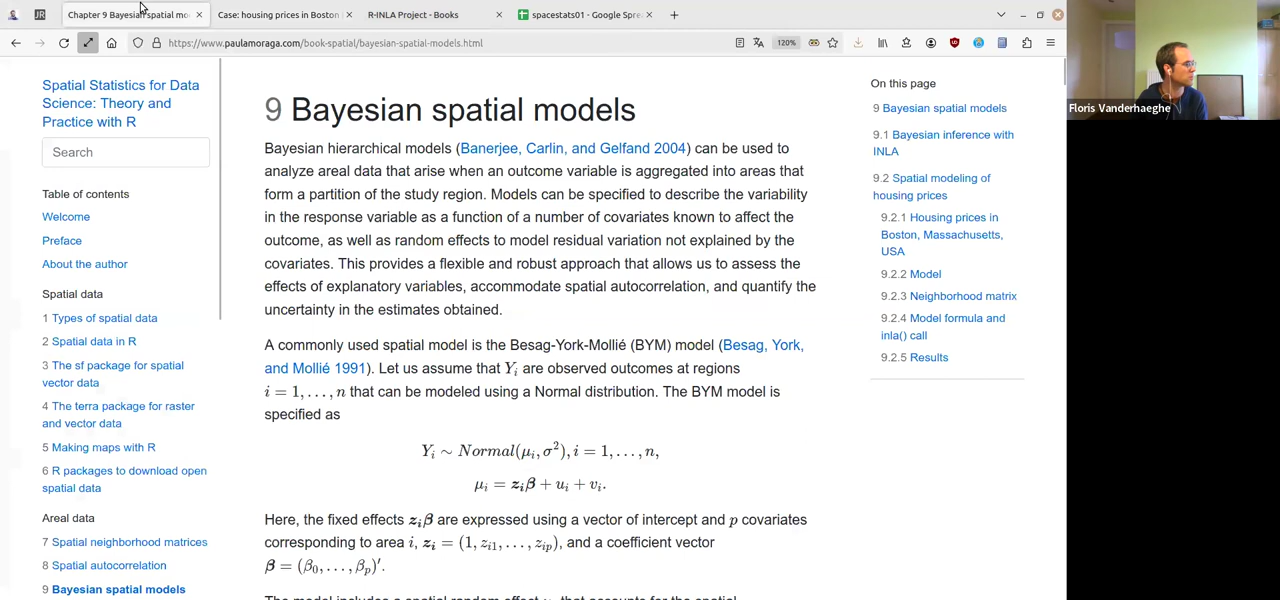 Chapter 9 Bayesian spatial mo
Case: housing prices in Boston
R-INLA Project - Books
spacestats01 - Google Spre
https://www.paulamoraga.com/book-spatial/bayesian-spatial-models.html
120%
Spatial Statistics for Data
Science: Theory and
Practice with R
Search
Table of contents
Welcome
Preface
About the author
Spatial data
1 Types of spatial data
2 Spatial data in R
3 The sf package for spatial
vector data
4 The terra package for raster
and vector data
5 Making maps with R
6 R packages to download open
spatial data
Areal data
7 Spatial neighborhood matrices
8 Spatial autocorrelation
9 Bayesian spatial models
9 Bayesian spatial models
Bayesian hierarchical models (Banerjee, Carlin, and Gelfand 2004) can be used to
analyze areal data that arise when an outcome variable is aggregated into areas that
form a partition of the study region. Models can be specified to describe the variability
in the response variable as a function of a number of covariates known to affect the
outcome, as well as random effects to model residual variation not explained by the
covariates. This provides a flexible and robust approach that allows us to assess the
effects of explanatory variables, accommodate spatial autocorrelation, and quantify the
uncertainty in the estimates obtained.
A commonly used spatial model is the Besag-York-Mollié (BYM) model (Besag, York,
and Mollié 1991). Let us assume that Yᵢ are observed outcomes at regions
i = 1, . . . , n that can be modeled using a Normal distribution. The BYM model is
specified as
Yᵢ ∼ Normal(μᵢ, σ²), i = 1, . . . , n,
μᵢ = zᵢβ + uᵢ + vᵢ.
Here, the fixed effects zᵢβ are expressed using a vector of intercept and p covariates
corresponding to area i, zᵢ = (1, zᵢ₁, . . . , zᵢₚ), and a coefficient vector
β = (β₀, . . . , βₚ)′.
On this page
9 Bayesian spatial models
9.1 Bayesian inference with
INLA
9.2 Spatial modeling of
housing prices
9.2.1 Housing prices in
Boston, Massachusetts,
USA
9.2.2 Model
9.2.3 Neighborhood matrix
9.2.4 Model formula and
inla() call
9.2.5 Results
Floris Vanderhaeghe